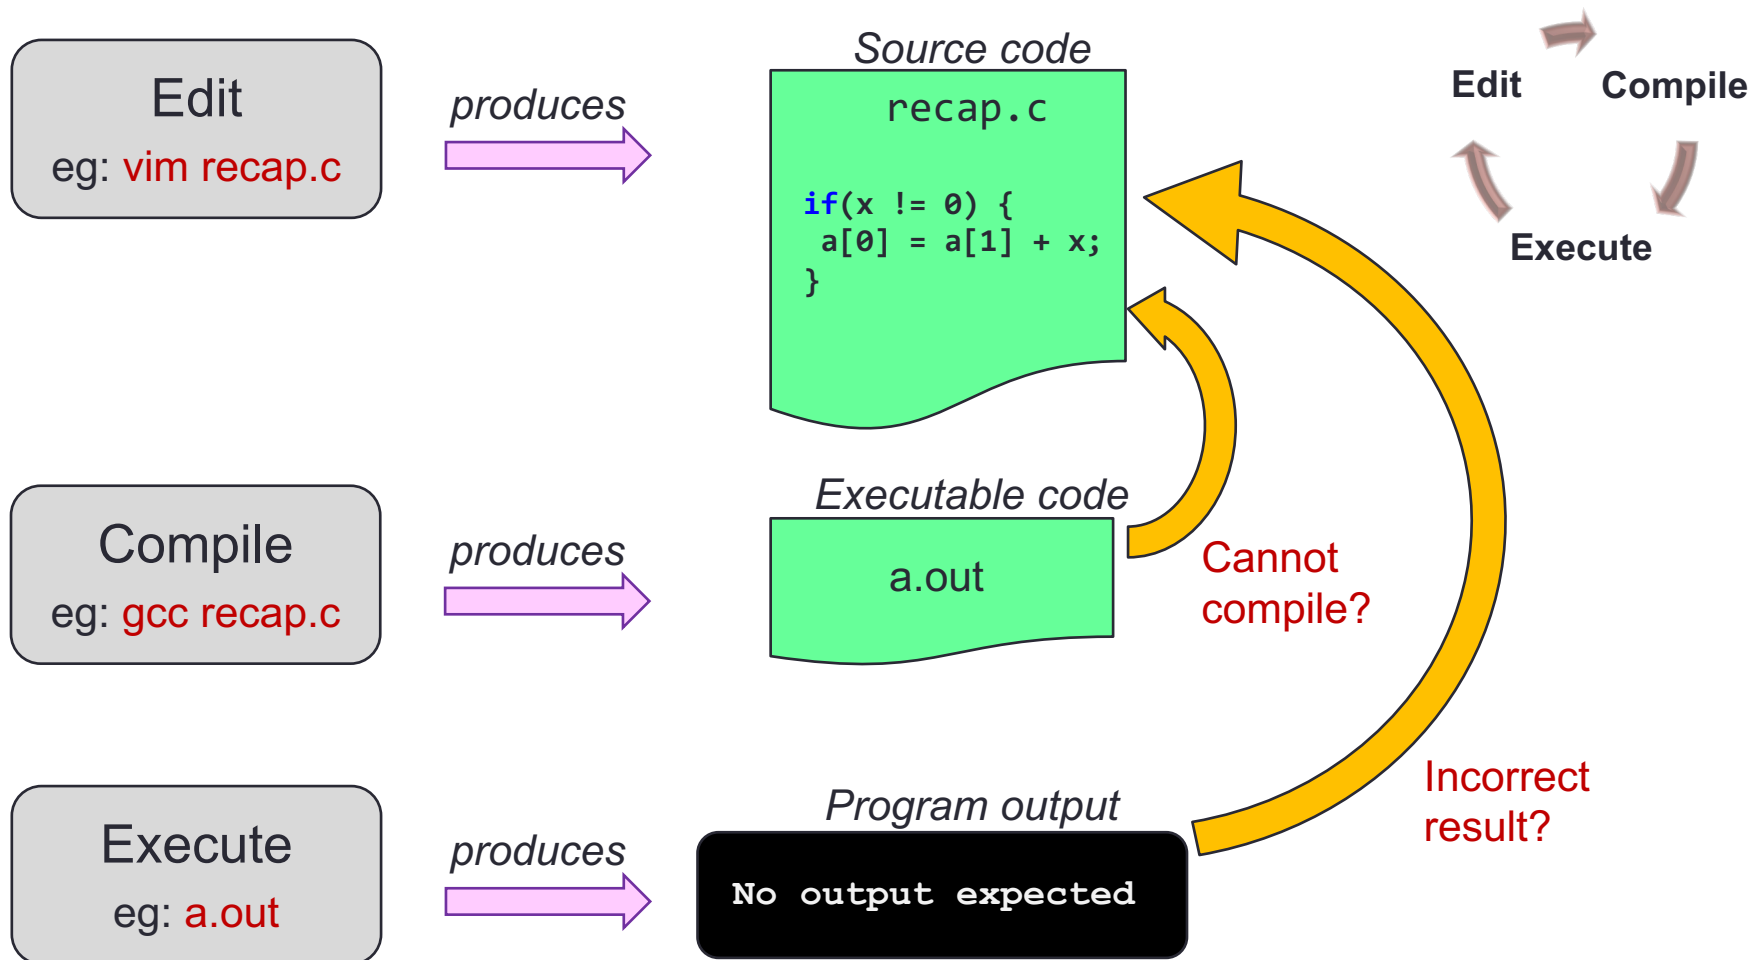 Edit
eg: vim recap.c
produces
Source code
recap.c
if(x != 0) {
a[0] = a[1] + x;
}
Edit
Compile
Execute
Compile
eg: gcc recap.c
produces
Executable code
a.out
Cannot
compile?
Execute
eg: a.out
produces
Program output
No output expected
Incorrect
result?